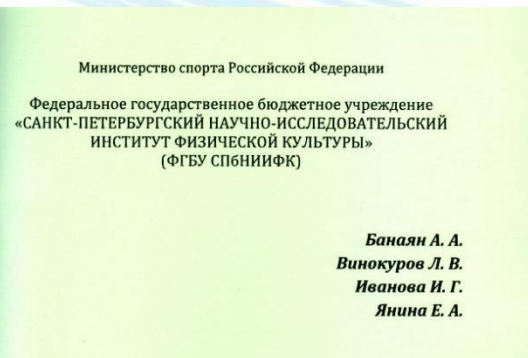 Министерство спорта Российской Федерации
Федеральное государственное бюджетное учреждение
«САНКТ-ПЕТЕРБУРГСКИЙ НАУЧНО-ИССЛЕДОВАТЕЛЬСКИЙ
ИНСТИТУТ ФИЗИЧЕСКОЙ КУЛЬТУРЫ»
(ФГБУ СПбНИИФК)
Банаян А. А.
Винокуров Л. В.
Иванова И. Г.
Янина Е. А.